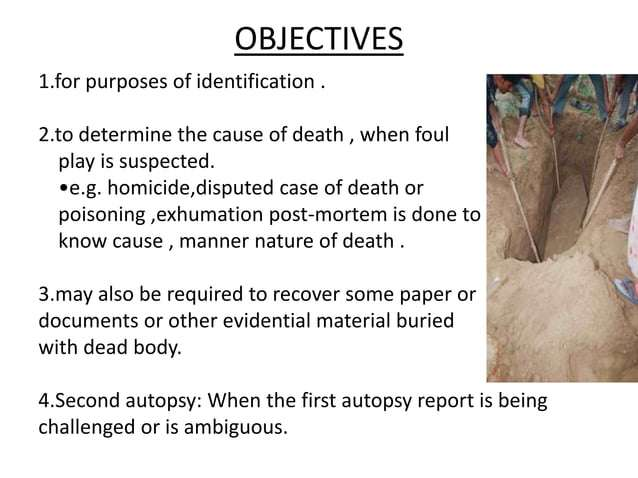 OBJECTIVES
1.for purposes of identification .
2.to determine the cause of death , when foul
play is suspected.
•e.g. homicide,disputed case of death or
poisoning ,exhumation post-mortem is done to
know cause , manner nature of death .
3.may also be required to recover some paper or
documents or other evidential material buried
with dead body.
4.Second autopsy: When the first autopsy report is being
challenged or is ambiguous.